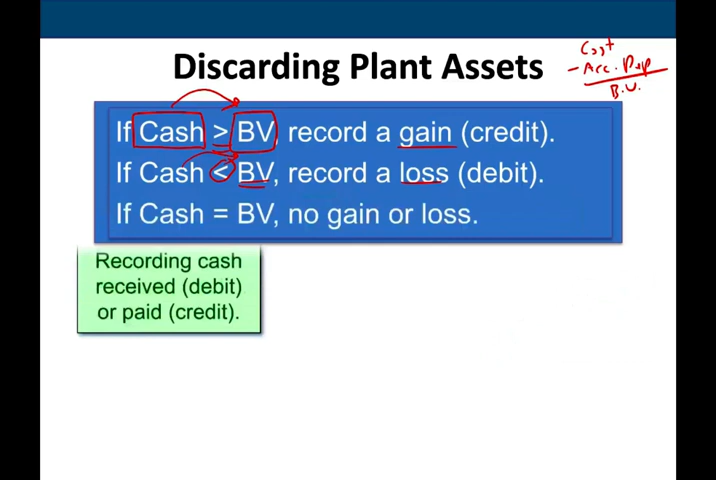 Discarding Plant Assets
Cost
- Acc. Dep
B.V.
If Cash > BV, record a gain (credit).
If Cash < BV, record a loss (debit).
If Cash = BV, no gain or loss.
Recording cash
received (debit)
or paid (credit).